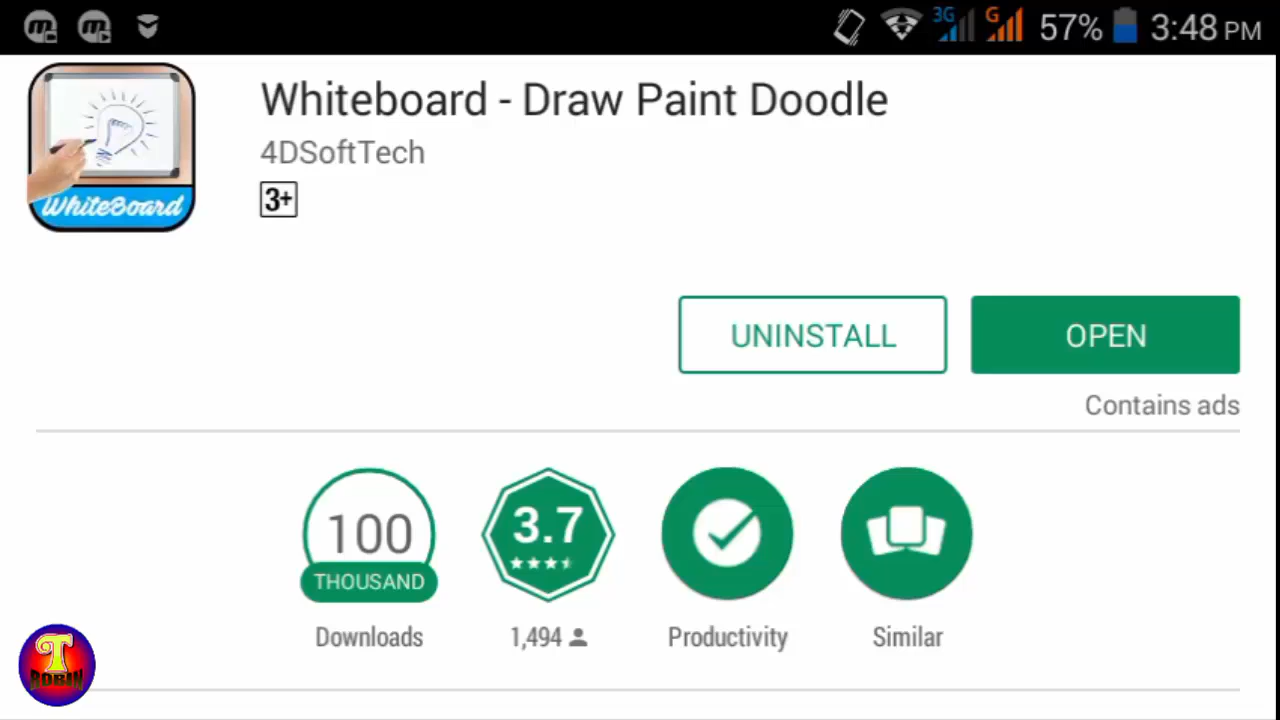 3G G 57% 3:48 PM
Whiteboard - Draw Paint Doodle
4DSoftTech
3+
WhiteBoard
UNINSTALL OPEN
Contains ads
100 3.7
THOUSAND
Downloads 1,494 Productivity Similar
T
ROBIN